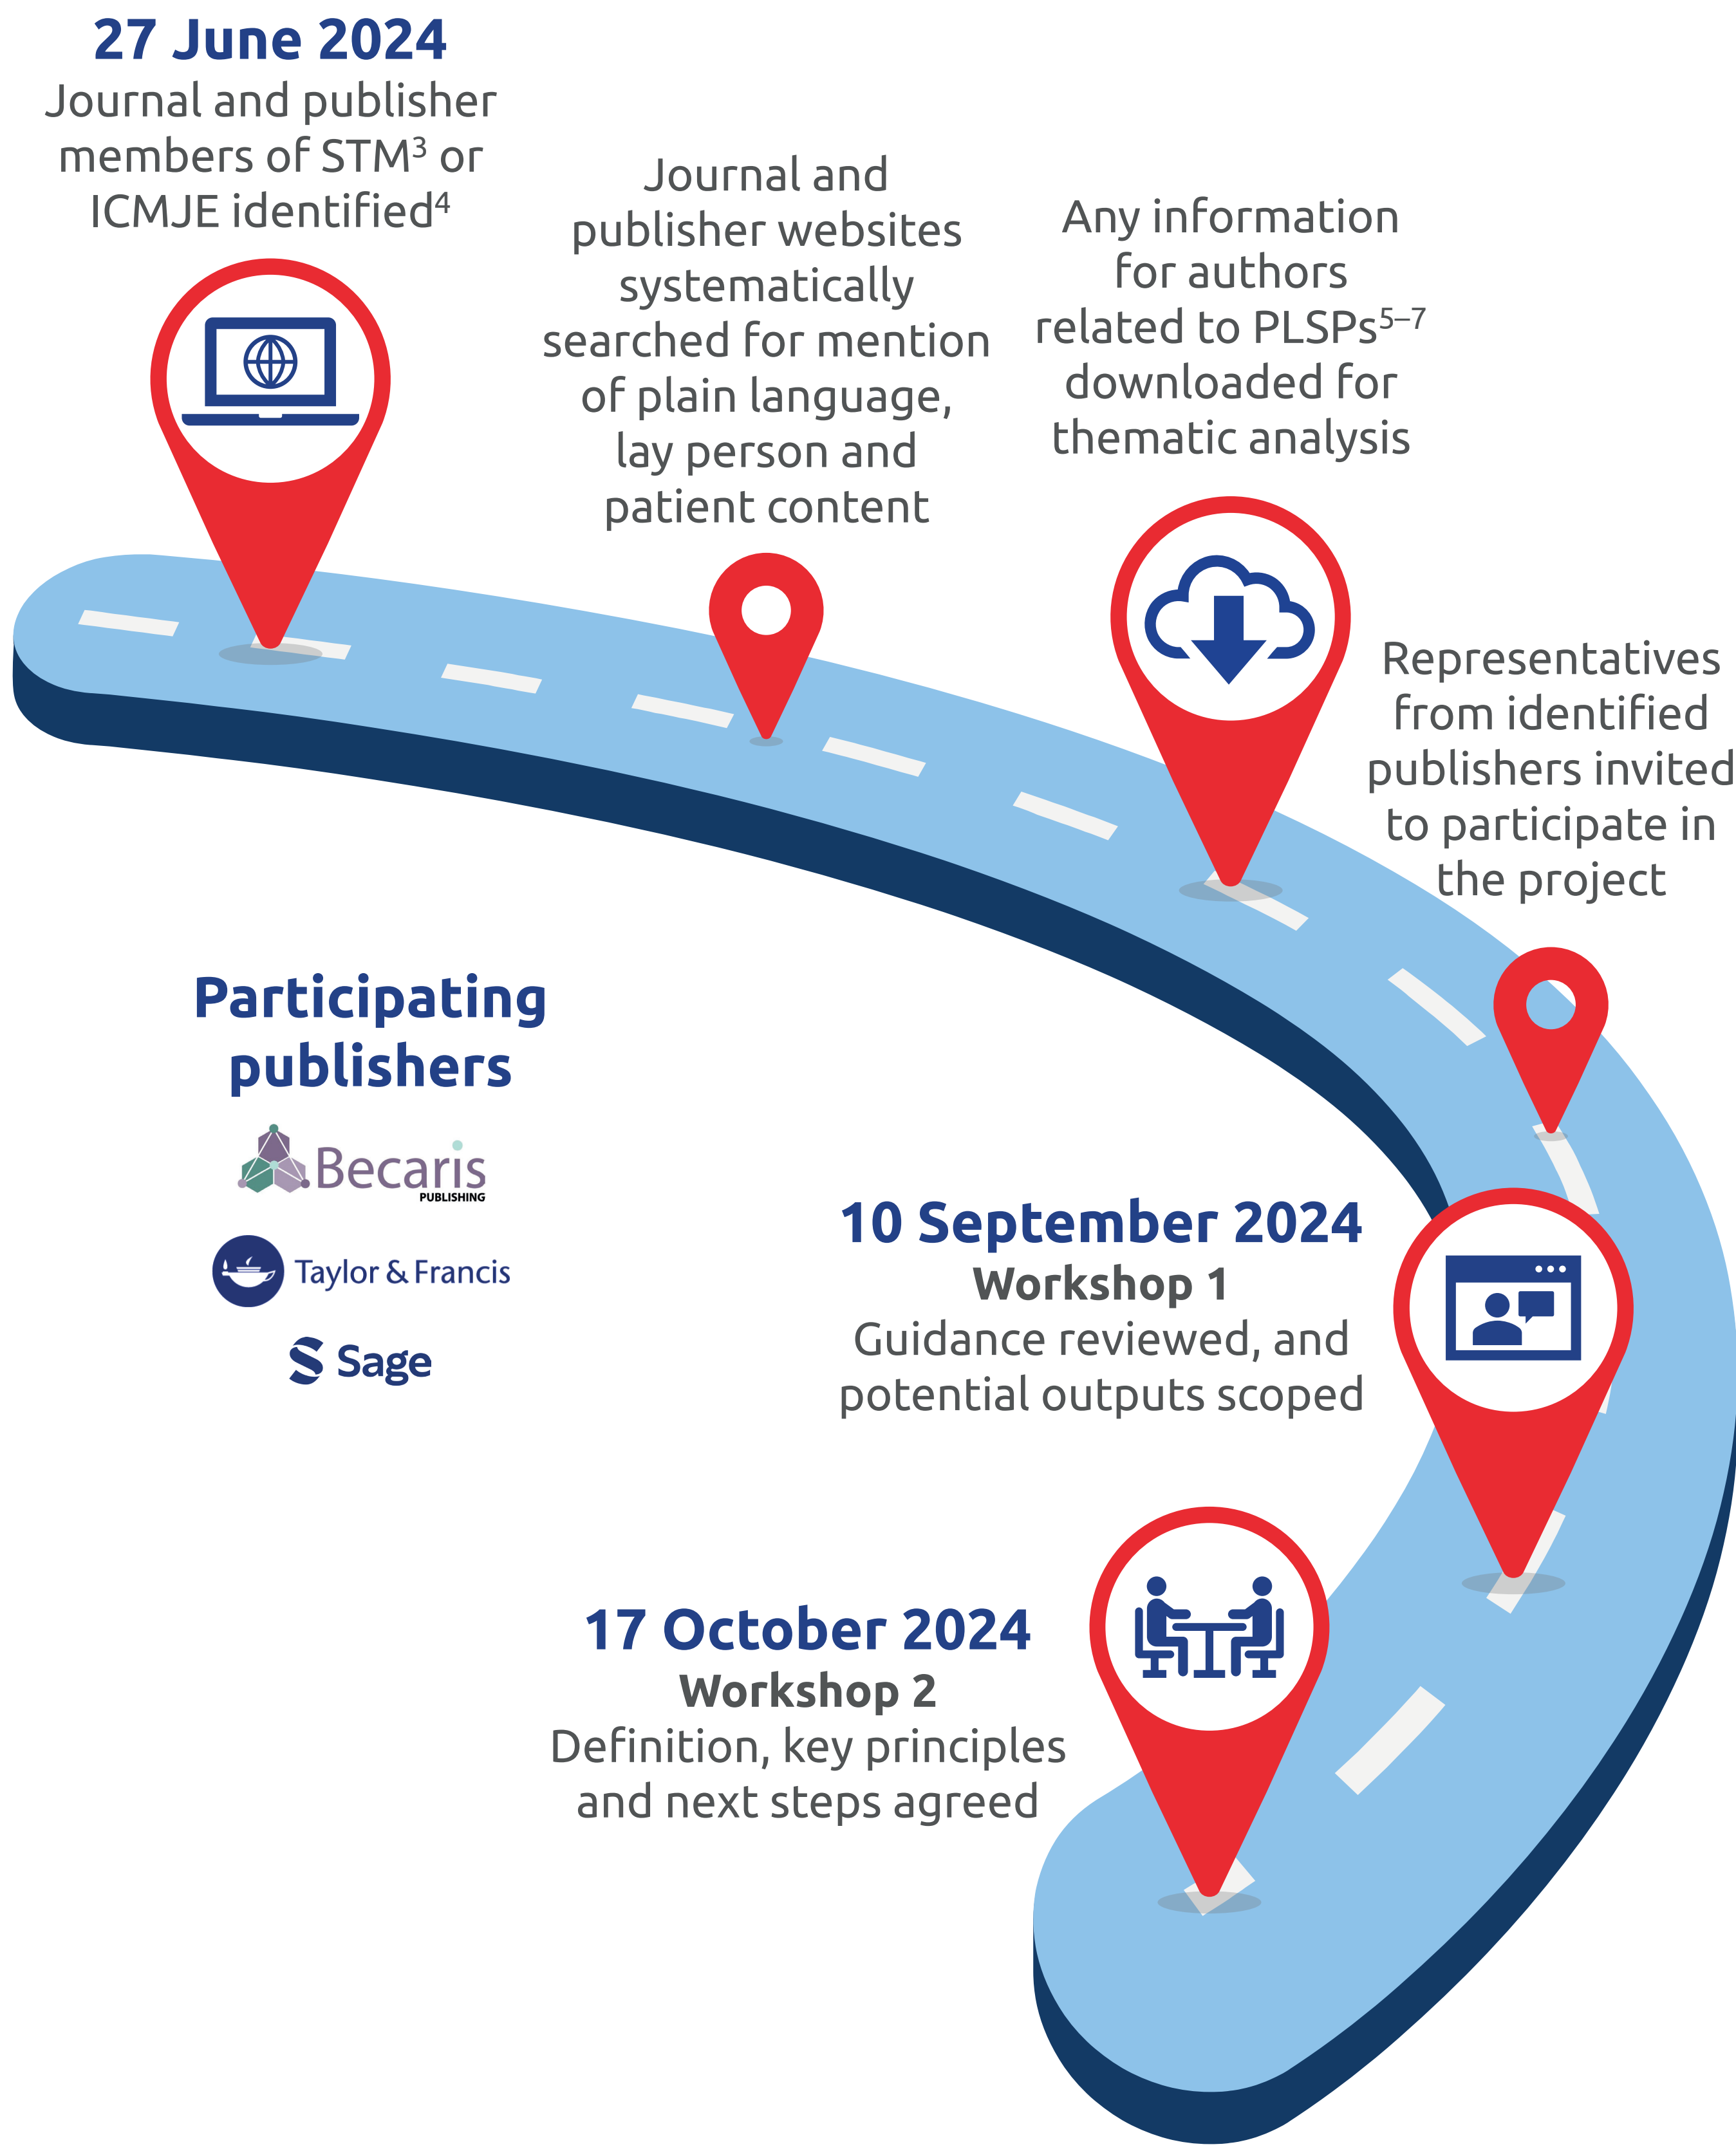 27 June 2024
Journal and publisher
members of STM³ or
ICMJE identified⁴
Journal and
publisher websites
systematically
searched for mention
of plain language,
lay person and
patient content
Any information
for authors
related to PLSPs⁵⁻⁷
downloaded for
thematic analysis
Representatives
from identified
publishers invited
to participate in
the project
Participating
publishers
Becaris
PUBLISHING
Taylor & Francis
Sage
10 September 2024
Workshop 1
Guidance reviewed, and
potential outputs scoped
17 October 2024
Workshop 2
Definition, key principles
and next steps agreed